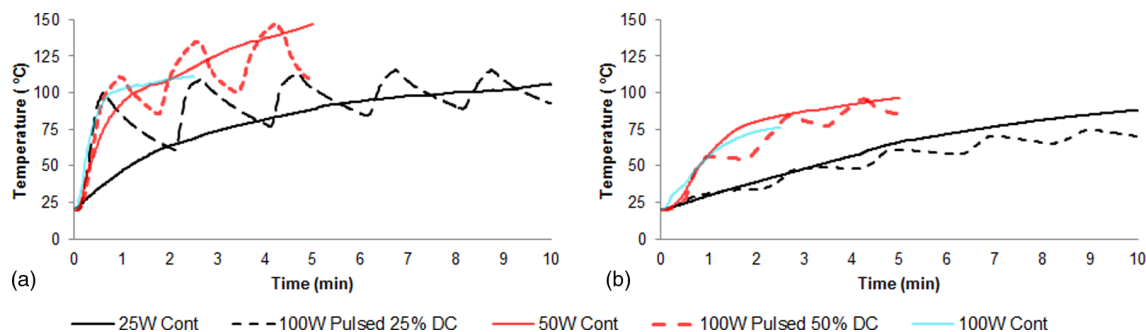 150
125
100
75
50
25
0
Temperature ( °C)
0 1 2 3 4 5 6 7 8 9 10
Time (min)
(a)
150
125
100
75
50
25
0
Temperature ( °C)
0 1 2 3 4 5 6 7 8 9 10
Time (min)
(b)
25W Cont 100W Pulsed 25% DC 50W Cont 100W Pulsed 50% DC 100W Cont